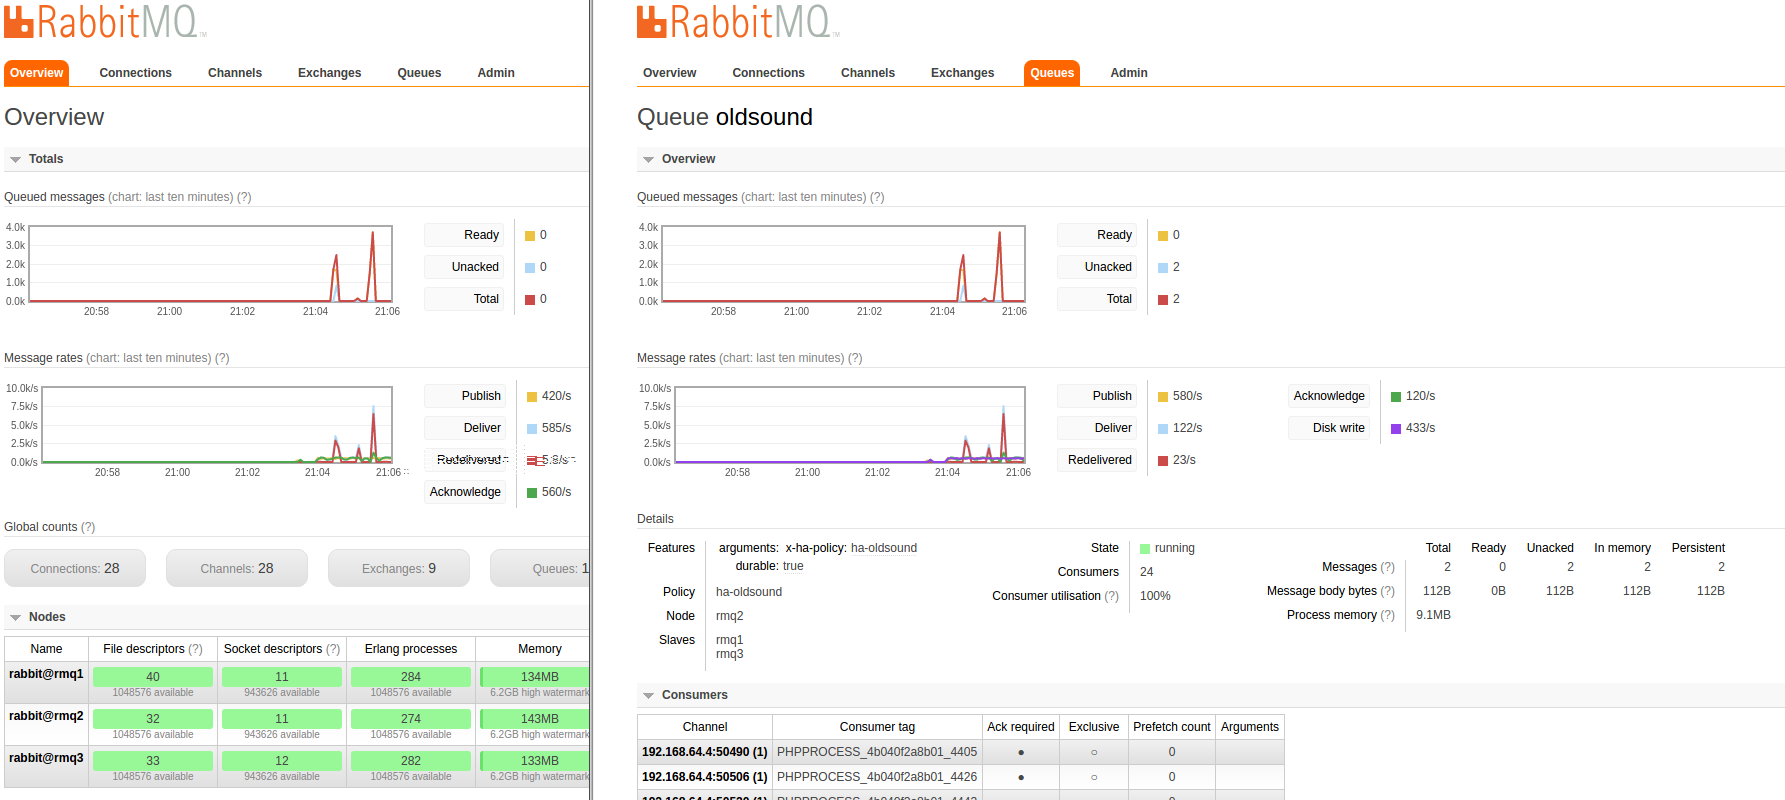 RabbitMQ™
Overview Connections Channels Exchanges Queues Admin
Overview
Totals
Queued messages (chart: last ten minutes) (?)
4.0k
3.0k
2.0k
1.0k
0.0k
20:58 21:00 21:02 21:04 21:06
Ready 0
Unacked 0
Total 0
Message rates (chart: last ten minutes) (?)
10.0k/s
7.5k/s
5.0k/s
2.5k/s
0.0k/s
20:58 21:00 21:02 21:04 21:06
Publish 420/s
Deliver 585/s
Redelivered
Acknowledge 560/s
Global counts (?)
Connections: 28 Channels: 28 Exchanges: 9 Queues: 1
Nodes
Name File descriptors (?) Socket descriptors (?) Erlang processes Memory
rabbit@rmq1 40 11 284 134MB
1048576 available 943626 available 1048576 available 6.2GB high watermark
rabbit@rmq2 32 11 274 143MB
1048576 available 943626 available 1048576 available 6.2GB high watermark
rabbit@rmq3 33 12 282 133MB
1048576 available 943626 available 1048576 available 6.2GB high watermark
RabbitMQ™
Overview Connections Channels Exchanges Queues Admin
Queue oldsound
Overview
Queued messages (chart: last ten minutes) (?)
4.0k
3.0k
2.0k
1.0k
0.0k
20:58 21:00 21:02 21:04 21:06
Ready 0
Unacked 2
Total 2
Message rates (chart: last ten minutes) (?)
10.0k/s
7.5k/s
5.0k/s
2.5k/s
0.0k/s
20:58 21:00 21:02 21:04 21:06
Publish 580/s Acknowledge 120/s
Deliver 122/s Disk write 433/s
Redelivered 23/s
Details
Features arguments: x-ha-policy: ha-oldsound
durable: true
Policy ha-oldsound
Node rmq2
Slaves rmq1
rmq3
State running
Consumers 24
Consumer utilisation (?) 100%
Total Ready Unacked In memory Persistent
Messages (?) 2 0 2 2 2
Message body bytes (?) 112B 0B 112B 112B 112B
Process memory (?) 9.1MB
Consumers
Channel Consumer tag Ack required Exclusive Prefetch count Arguments
192.168.64.4:50490 (1) PHPPROCESS_4b040f2a8b01_4405 ● ○ 0
192.168.64.4:50506 (1) PHPPROCESS_4b040f2a8b01_4426 ● ○ 0